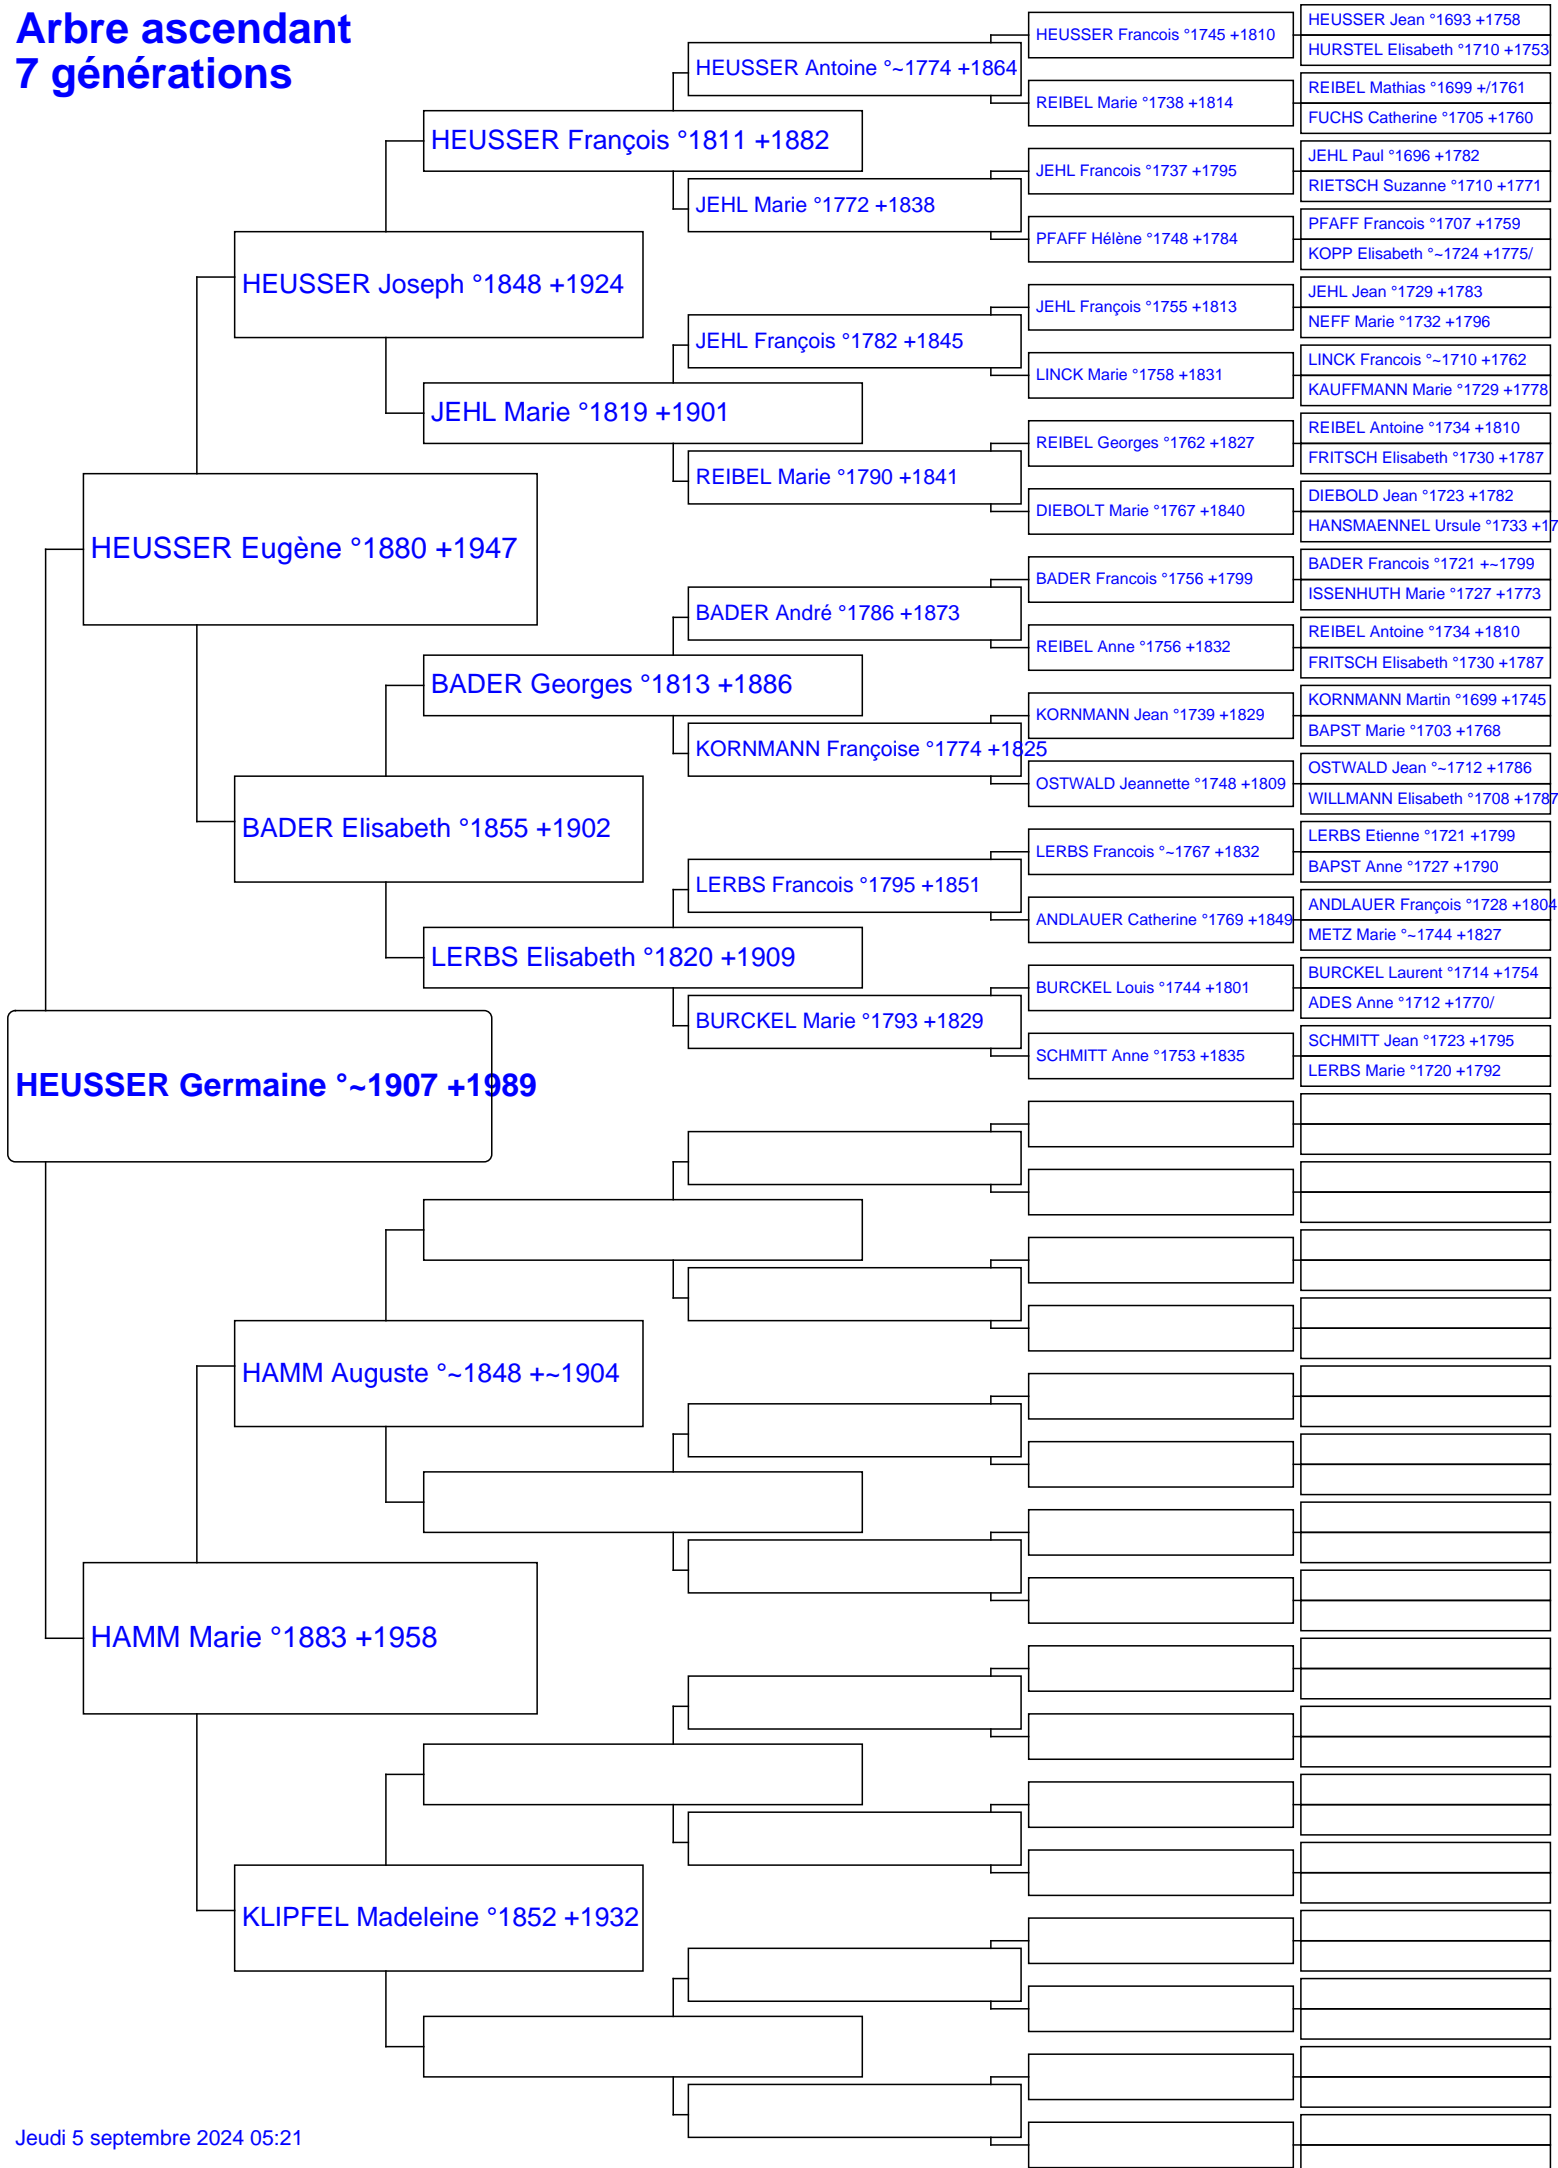 Arbre ascendant
7 générations
HEUSSER Germaine °~1907 +1989
HEUSSER Eugène °1880 +1947
HAMM Marie °1883 +1958
HEUSSER Joseph °1848 +1924
BADER Elisabeth °1855 +1902
HAMM Auguste °~1848 +~1904
KLIPFEL Madeleine °1852 +1932
HEUSSER François °1811 +1882
JEHL Marie °1819 +1901
BADER Georges °1813 +1886
LERBS Elisabeth °1820 +1909
HEUSSER Antoine °~1774 +1864
JEHL Marie °1772 +1838
JEHL François °1782 +1845
REIBEL Marie °1790 +1841
BADER André °1786 +1873
KORNMANN Françoise °1774 +1825
LERBS Francois °1795 +1851
BURCKEL Marie °1793 +1829
HEUSSER Francois °1745 +1810
REIBEL Marie °1738 +1814
JEHL Francois °1737 +1795
PFAFF Hélène °1748 +1784
JEHL François °1755 +1813
LINCK Marie °1758 +1831
REIBEL Georges °1762 +1827
DIEBOLT Marie °1767 +1840
BADER Francois °1756 +1799
REIBEL Anne °1756 +1832
KORNMANN Jean °1739 +1829
OSTWALD Jeannette °1748 +1809
LERBS Francois °~1767 +1832
ANDLAUER Catherine °1769 +1849
BURCKEL Louis °1744 +1801
SCHMITT Anne °1753 +1835
HEUSSER Jean °1693 +1758
HURSTEL Elisabeth °1710 +1753
REIBEL Mathias °1699 +/1761
FUCHS Catherine °1705 +1760
JEHL Paul °1696 +1782
RIETSCH Suzanne °1710 +1771
PFAFF Francois °1707 +1759
KOPP Elisabeth °~1724 +1775/
JEHL Jean °1729 +1783
NEFF Marie °1732 +1796
LINCK Francois °~1710 +1762
KAUFFMANN Marie °1729 +1778
REIBEL Antoine °1734 +1810
FRITSCH Elisabeth °1730 +1787
DIEBOLD Jean °1723 +1782
HANSMAENNEL Ursule °1733 +17
BADER Francois °1721 +~1799
ISSENHUTH Marie °1727 +1773
REIBEL Antoine °1734 +1810
FRITSCH Elisabeth °1730 +1787
KORNMANN Martin °1699 +1745
BAPST Marie °1703 +1768
OSTWALD Jean °~1712 +1786
WILLMANN Elisabeth °1708 +1787
LERBS Etienne °1721 +1799
BAPST Anne °1727 +1790
ANDLAUER François °1728 +1804
METZ Marie °~1744 +1827
BURCKEL Laurent °1714 +1754
ADES Anne °1712 +1770/
SCHMITT Jean °1723 +1795
LERBS Marie °1720 +1792
Jeudi 5 septembre 2024 05:21